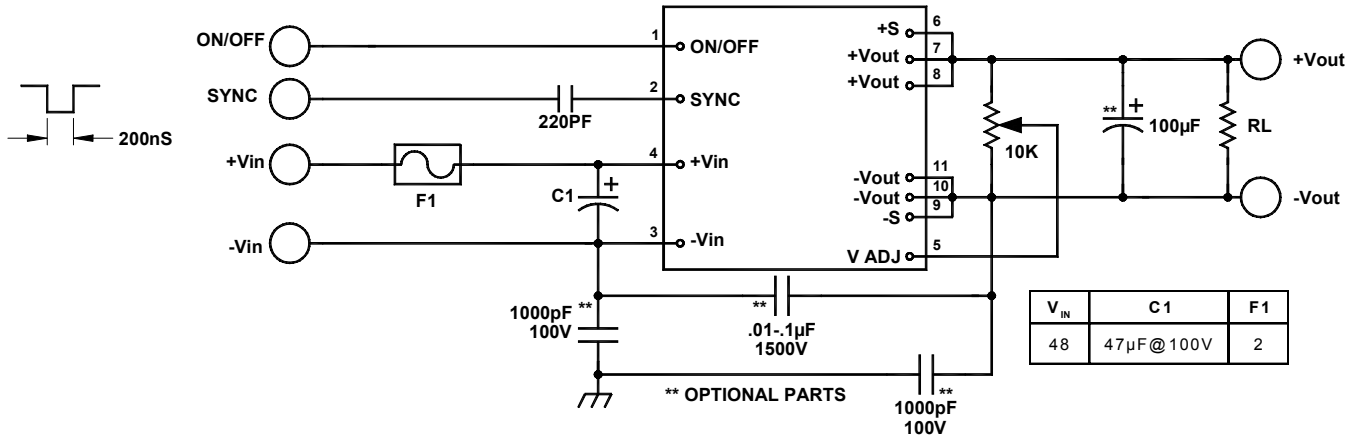 ON/OFF
1
ON/OFF
SYNC
220PF
2
SYNC
200nS
+Vin
F1
C1
+
4
+Vin
-Vin
3
-Vin
+S
6
+Vout
7
+Vout
8
-Vout
11
-Vout
10
-S
9
V ADJ
5
10K
**
+
100µF
RL
+Vout
-Vout
1000pF **
100V
**
.01-.1µF
1500V
** OPTIONAL PARTS
**
1000pF
100V
VIN C1 F1
48 47µF@100V 2